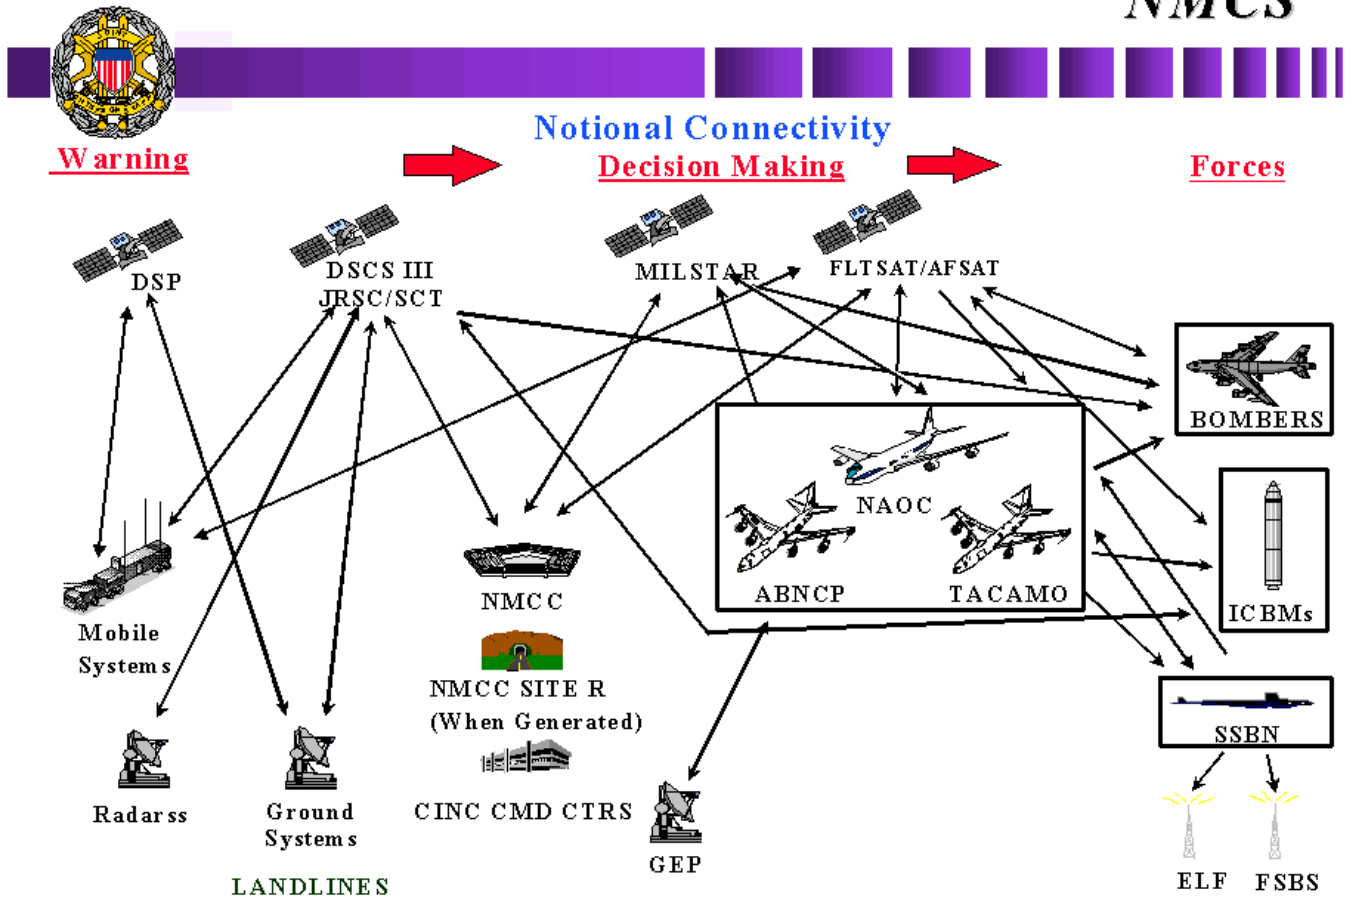 NMCS
Notional Connectivity
Warning
Decision Making
Forces
DSP
DSCS III
JRSC/SCT
MILSTAR
FLTSAT/AFSAT
BOMBERS
NAOC
ABNCP
TACAMO
ICBMs
NMCC
Mobile
Systems
NMCC SITE R
(When Generated)
SSBN
Radarss
Ground
Systems
CINC CMD CTRS
GEP
ELF
FSBS
LANDLINES